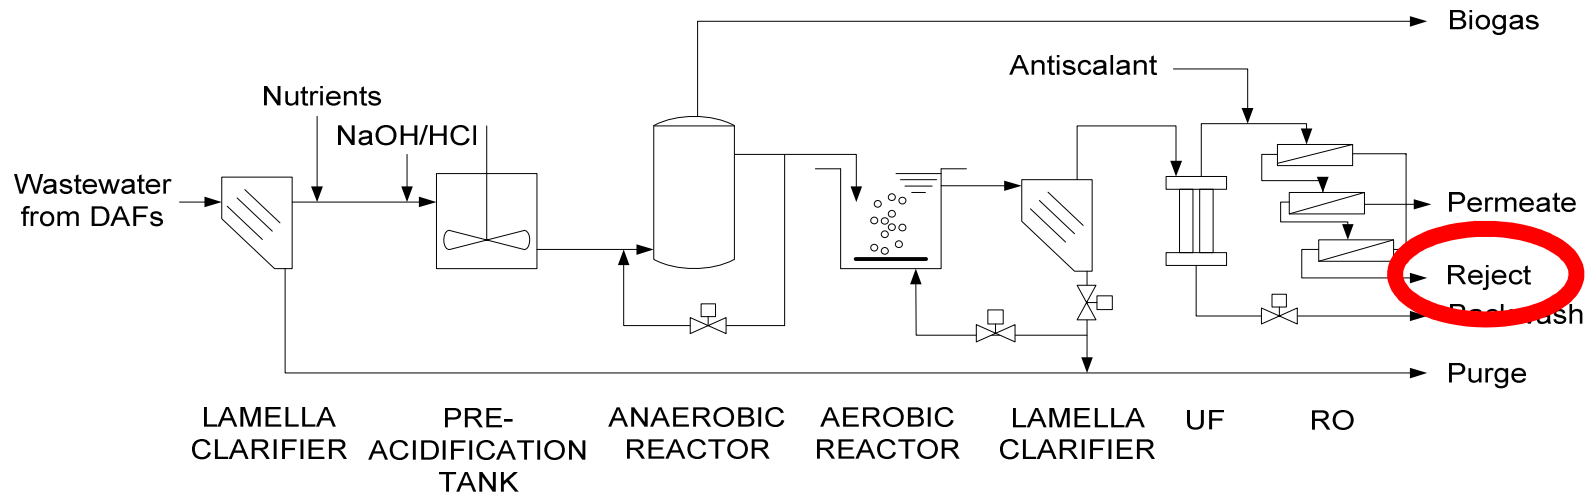 Biogas
Antiscalant
Nutrients
NaOH/HCl
Wastewater
from DAFs
Permeate
Reject
Backwash
Purge
LAMELLA
CLARIFIER
PRE-
ACIDIFICATION
TANK
ANAEROBIC
REACTOR
AEROBIC
REACTOR
LAMELLA
CLARIFIER
UF
RO